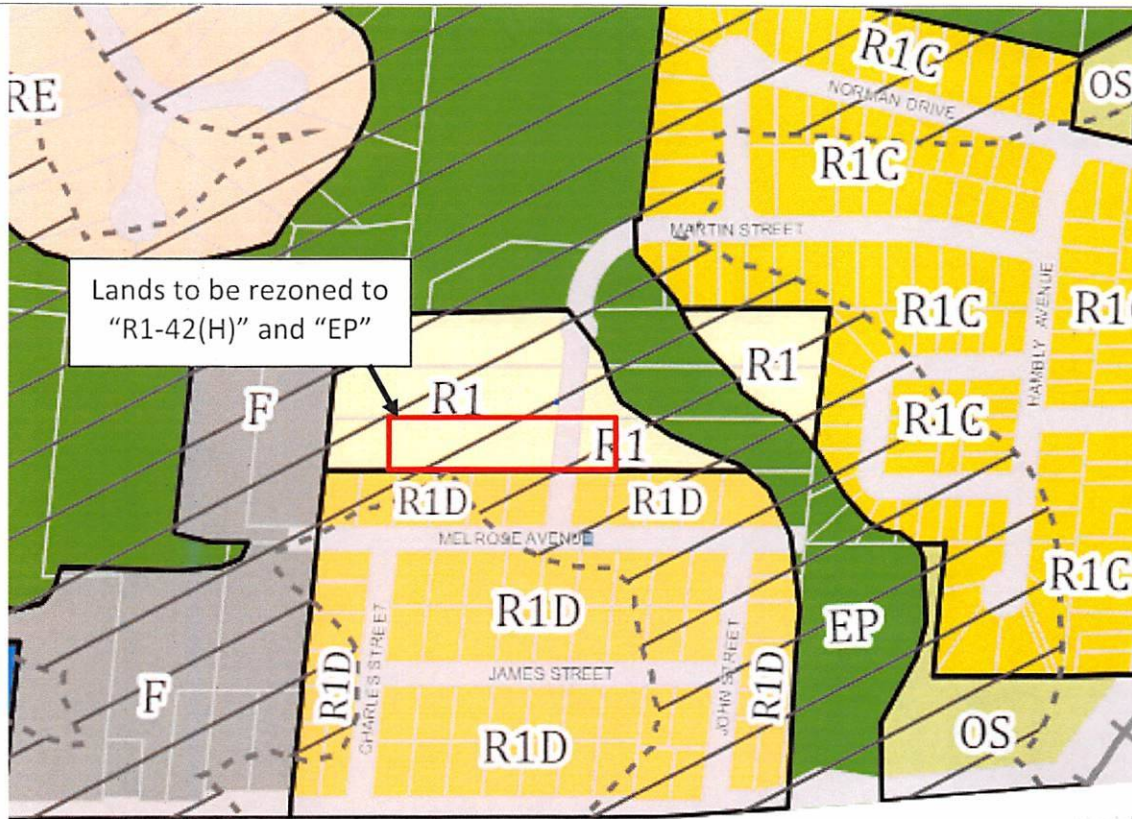 R1C
RE
NORMAN DRIVE
OS
R1C
MARTIN STREET
HAMBLY AVENUE
Lands to be rezoned to
"R1-42(H)" and "EP"
R1C
R1
F
R1
R1C
R1
R1D
R1D
MELROSE AVENUE
R1C
R1D
EP
CHARLES STREET
R1D
JAMES STREET
JOHN STREET
R1D
F
R1D
OS